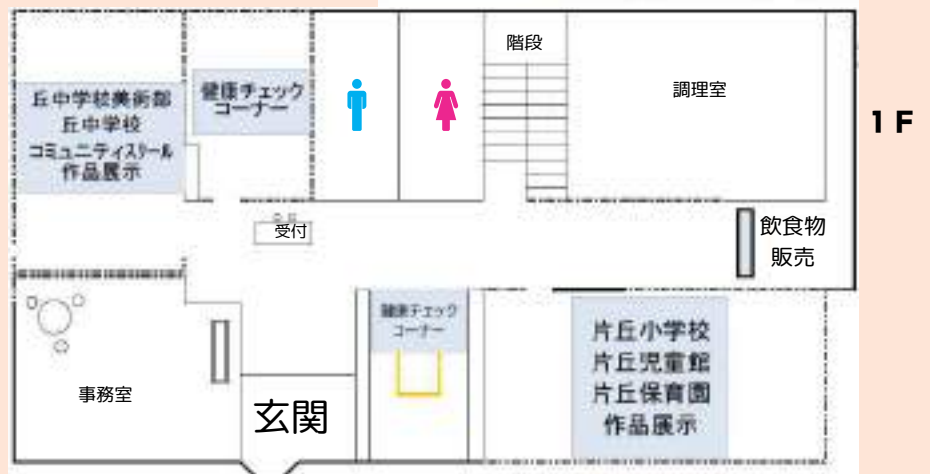 階段
調理室
健康チェック
コーナー
丘中学校美術部
丘中学校
コミュニティスクール
作品展示
1F
受付
飲食物
販売
健康チェック
コーナー
片丘小学校
片丘児童館
片丘保育園
作品展示
事務室
玄関